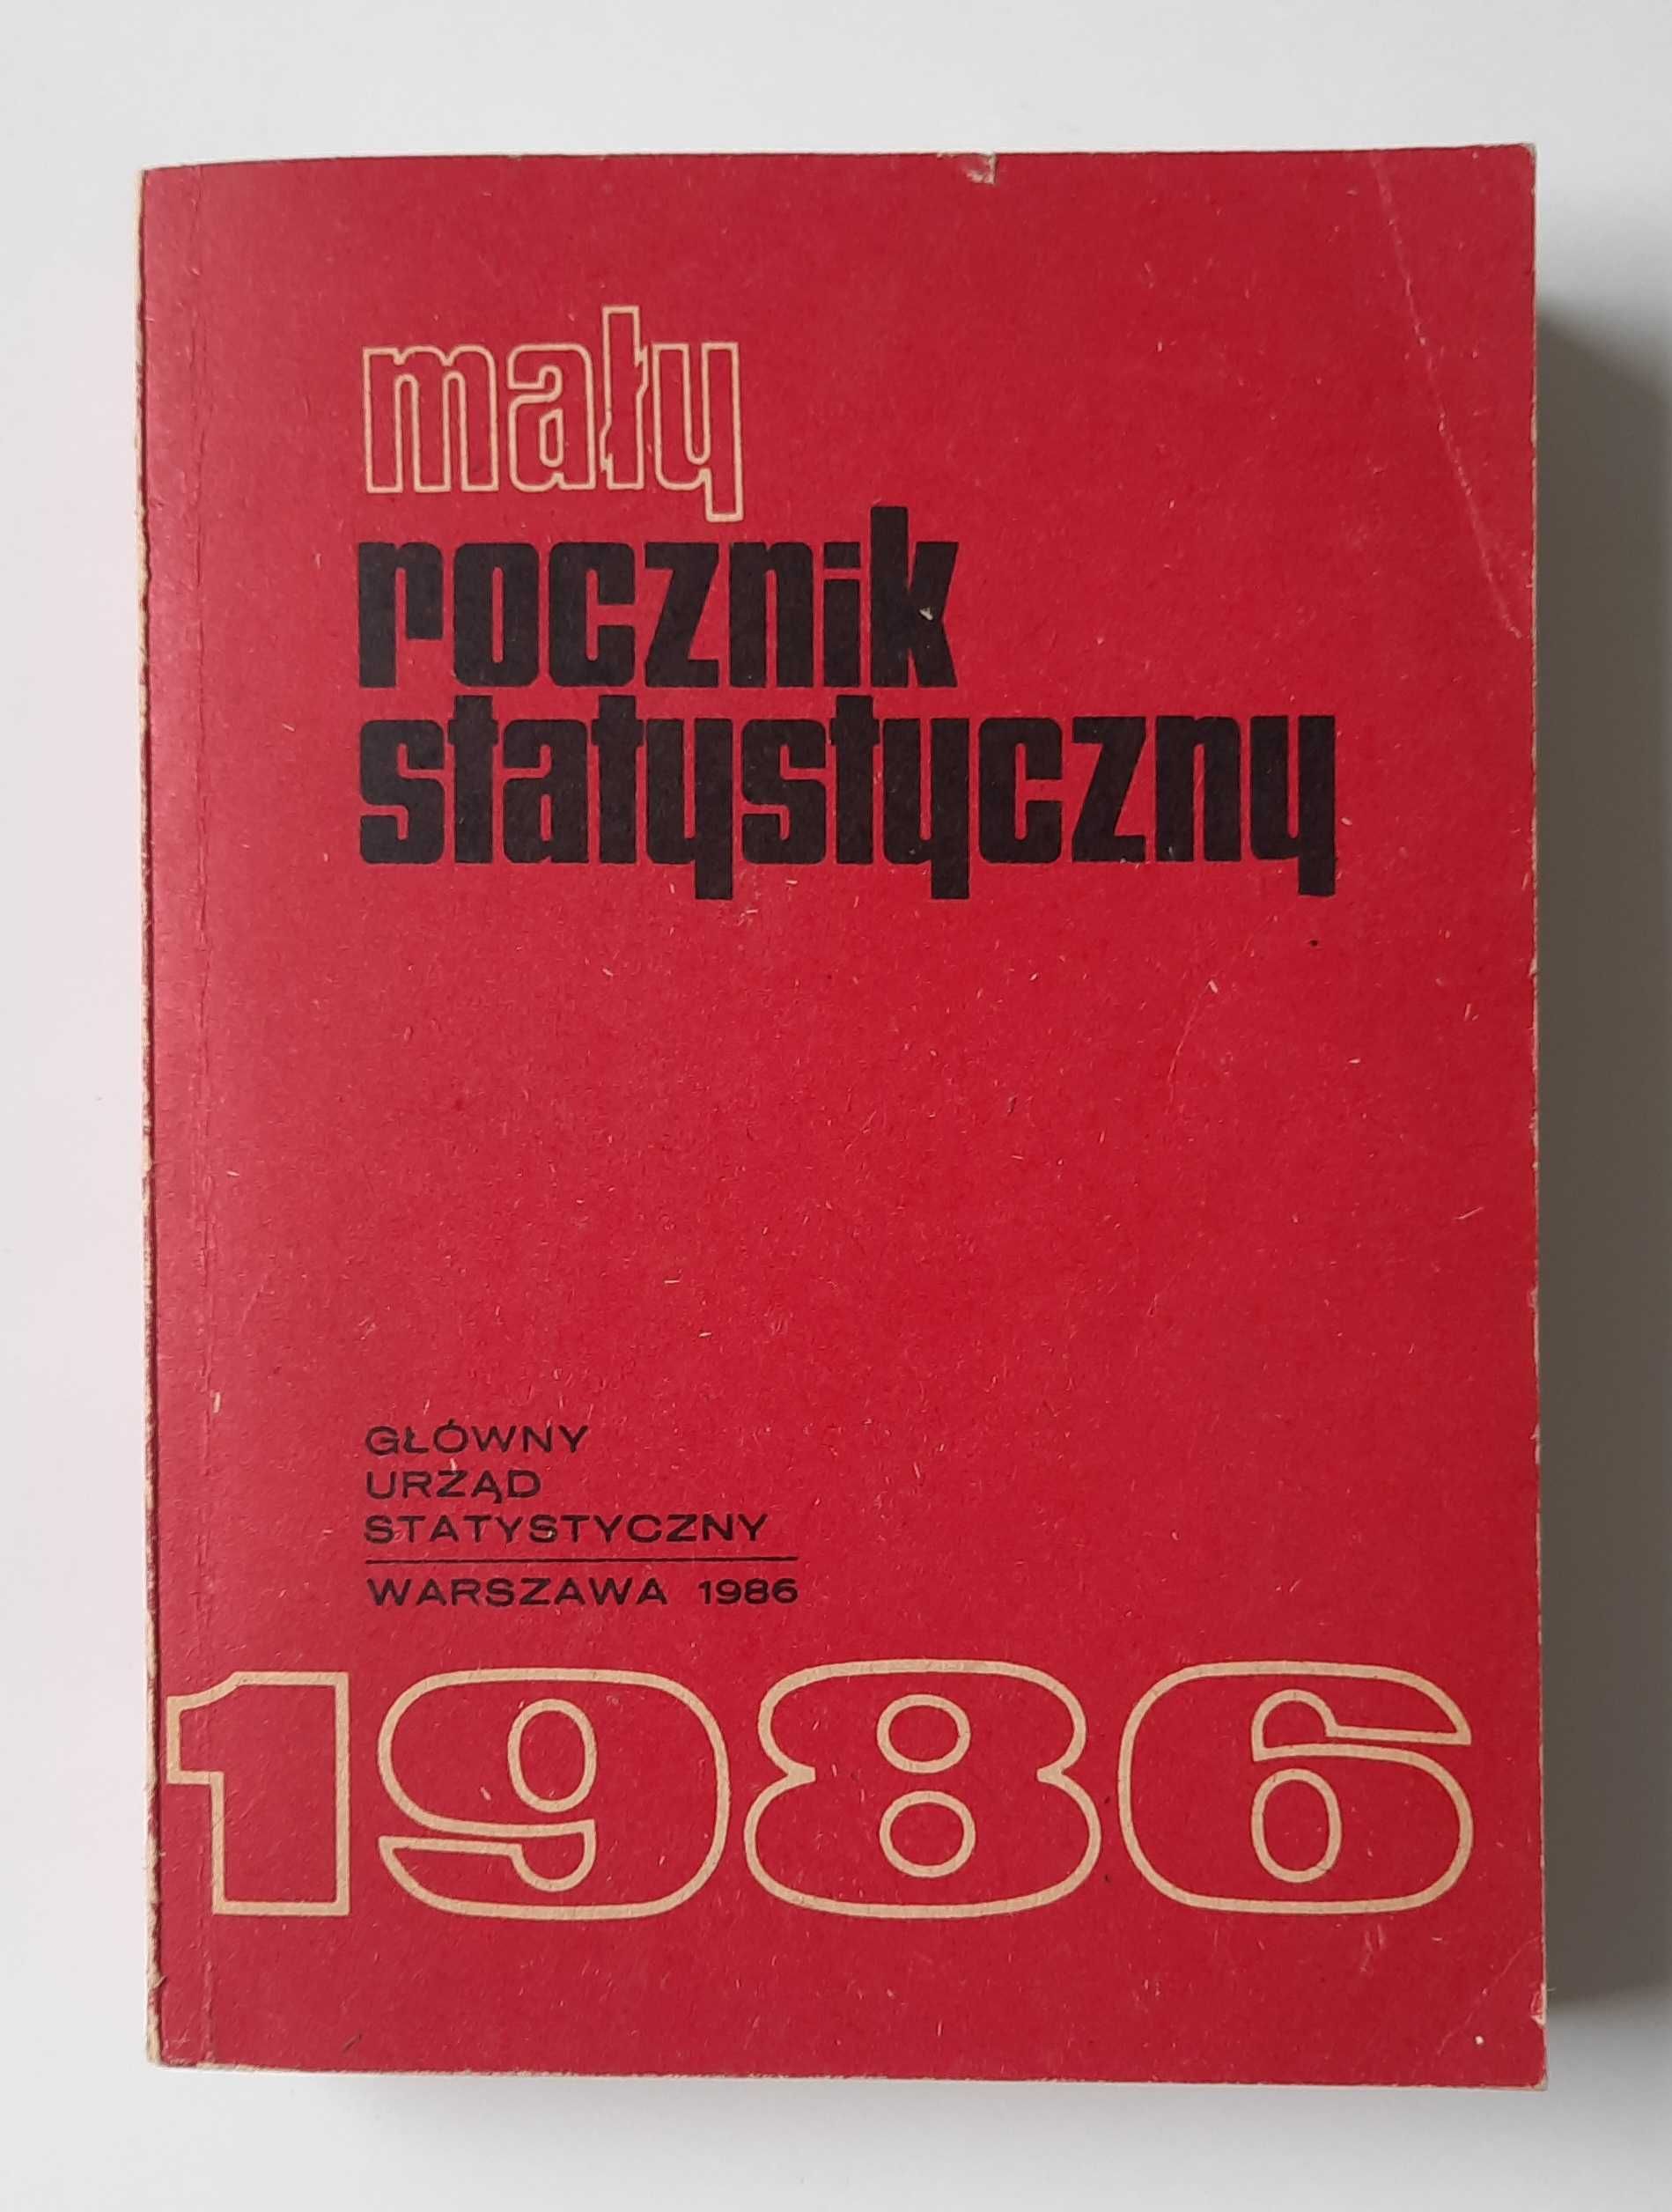 mały
rocznik
statystyczny
GŁÓWNY
URZĄD
STATYSTYCZNY
WARSZAWA 1986
1986